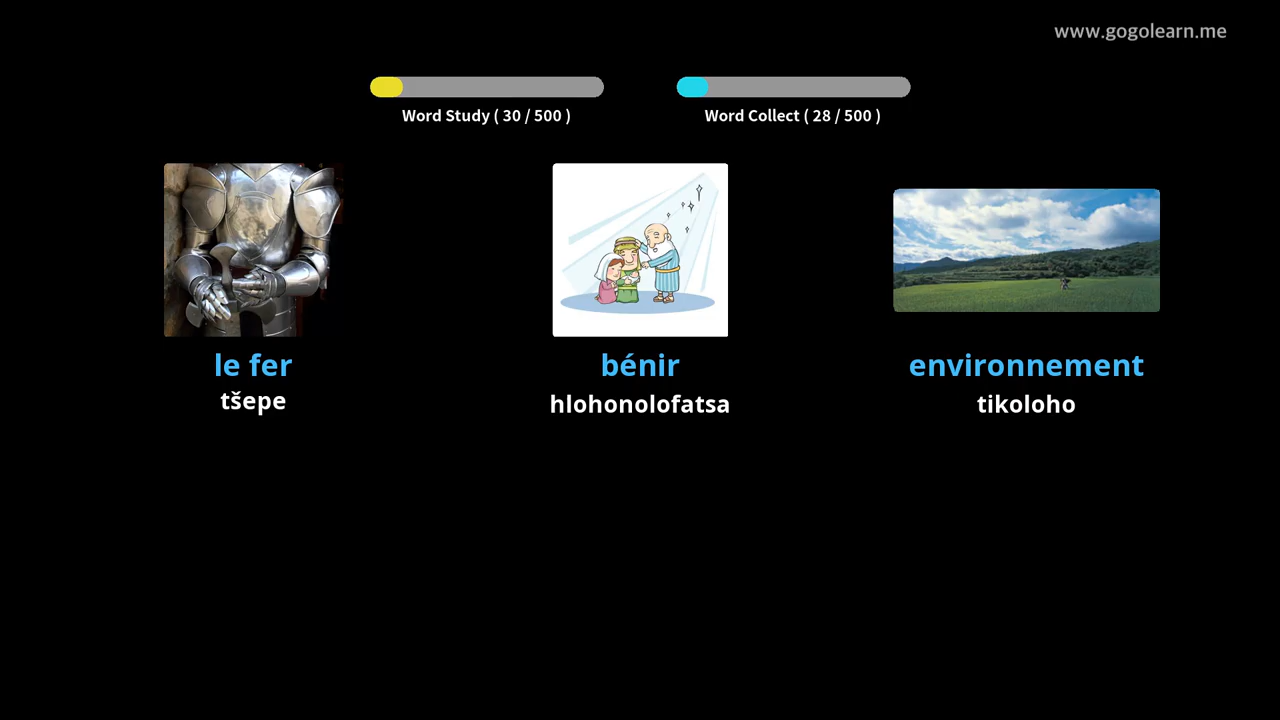 www.gogolearn.me
Word Study ( 30 / 500 )
Word Collect ( 28 / 500 )
le fer
bénir
environnement
tšepe
hlohonolofatsa
tikoloho